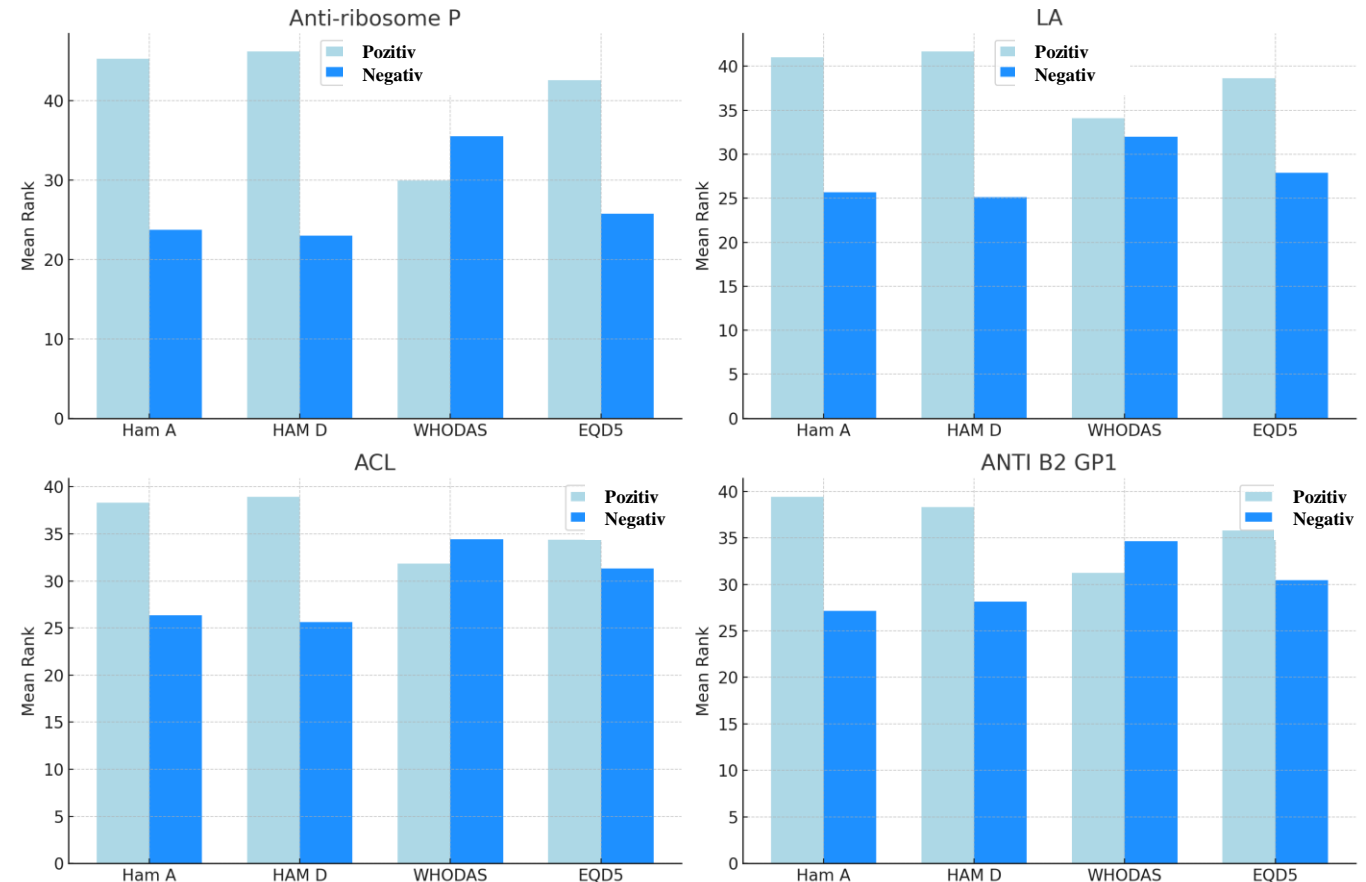 Anti-ribosome P
Pozitiv
Negativ
Mean Rank
40
30
20
10
0
Ham A
HAM D
WHODAS
EQD5
LA
Pozitiv
Negativ
Mean Rank
40
35
30
25
20
15
10
5
0
Ham A
HAM D
WHODAS
EQD5
ACL
Pozitiv
Negativ
Mean Rank
40
35
30
25
20
15
10
5
0
Ham A
HAM D
WHODAS
EQD5
ANTI B2 GP1
Pozitiv
Negativ
Mean Rank
40
35
30
25
20
15
10
5
0
Ham A
HAM D
WHODAS
EQD5